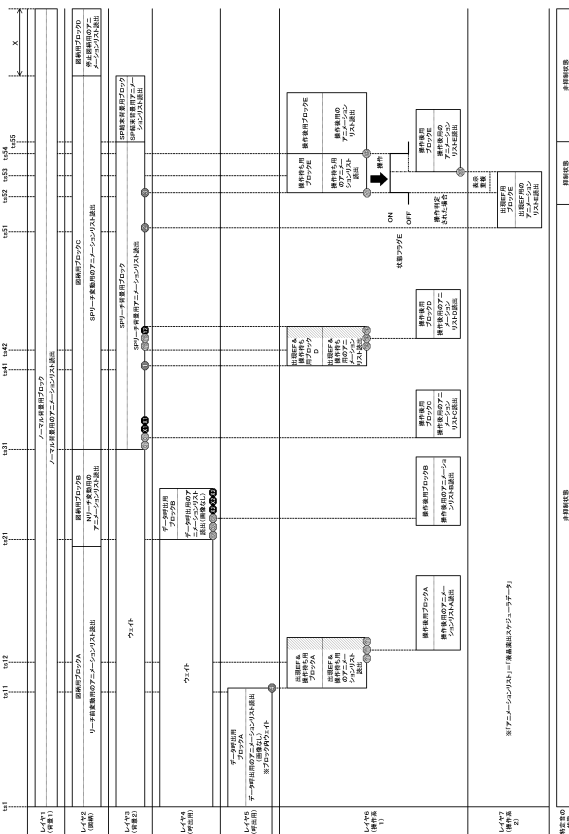 ts1
ts11
ts12
ts21
ts31
ts41
ts42
ts51
ts52
ts53
ts54
ts55
X
レイヤ1
(背景1)
ノーマル背景用ブロック
ノーマル背景用のアニメーションリスト読出
レイヤ2
(図柄)
図柄用ブロックA
リーチ前変動用のアニメーションリスト読出
図柄用ブロックB
Nリーチ変動用の
アニメーションリスト読出
図柄用ブロックC
SPリーチ変動用のアニメーションリスト読出
図柄用ブロックD
停止図柄用のアニ
メーションリスト読出
レイヤ3
(背景2)
ウェイト
SPリーチ背景用ブロック
SPリーチ背景用アニメーションリスト読出
SP結末背景用ブロック
SP結末背景用アニメー
ションリスト読出
レイヤ4
(呼出用)
ウェイト
データ呼出用
ブロックB
データ呼出用のア
ニメーションリスト
読出(画像なし)
レイヤ5
(呼出用)
データ呼出用
ブロックA
データ呼出用のアニメーションリスト読出
(画像なし)
※ブロック内ウェイト
レイヤ6
(操作系
1)
出現EF&
操作待ち用
ブロックA
出現EF&
操作待ち用
のアニメー
ションリスト
読出
操作後用ブロックA
操作後用のアニメー
ションリストA読出
操作後用ブロックB
操作後用のアニメーショ
ンリストB読出
操作後用
ブロックC
操作後用のアニ
メーション
リストC読出
出現EF&
操作待ち
用ブロック
D
出現EF&
操作待ち
用のアニ
メーション
リスト読出
操作後用
ブロックD
操作後用のアニ
メーション
リストD読出
操作待ち用
ブロックE
操作待ち用
のアニメー
ションリスト
読出
操作後用ブロックE
操作後用の
アニメーション
リスト読出
操作
ON
OFF
状態フラグE
操作判定
された場合
表示
重複
操作後用
ブロックE
操作後用の
アニメーション
リストE読出
レイヤ7
(操作系
2)
出現EF用
ブロックE
出現EF用の
アニメーション
リストE読出
※「アニメーションリスト」=「液晶演出スケジューラデータ」
特定音の
非抑制状態
抑制状態
非抑制状態